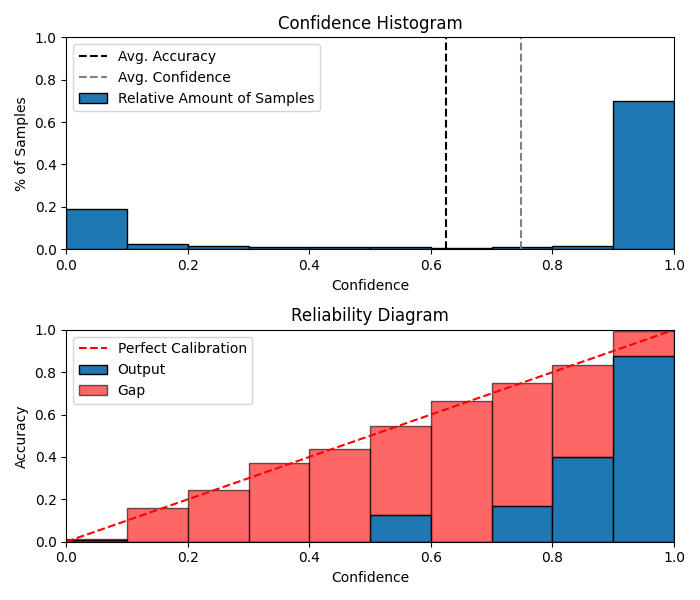 Confidence Histogram
1.0
0.8
0.6
0.4
0.2
0.0
% of Samples
Avg. Accuracy
Avg. Confidence
Relative Amount of Samples
0.0 0.2 0.4 0.6 0.8 1.0
Confidence
Reliability Diagram
1.0
0.8
0.6
0.4
0.2
0.0
Accuracy
Perfect Calibration
Output
Gap
0.0 0.2 0.4 0.6 0.8 1.0
Confidence